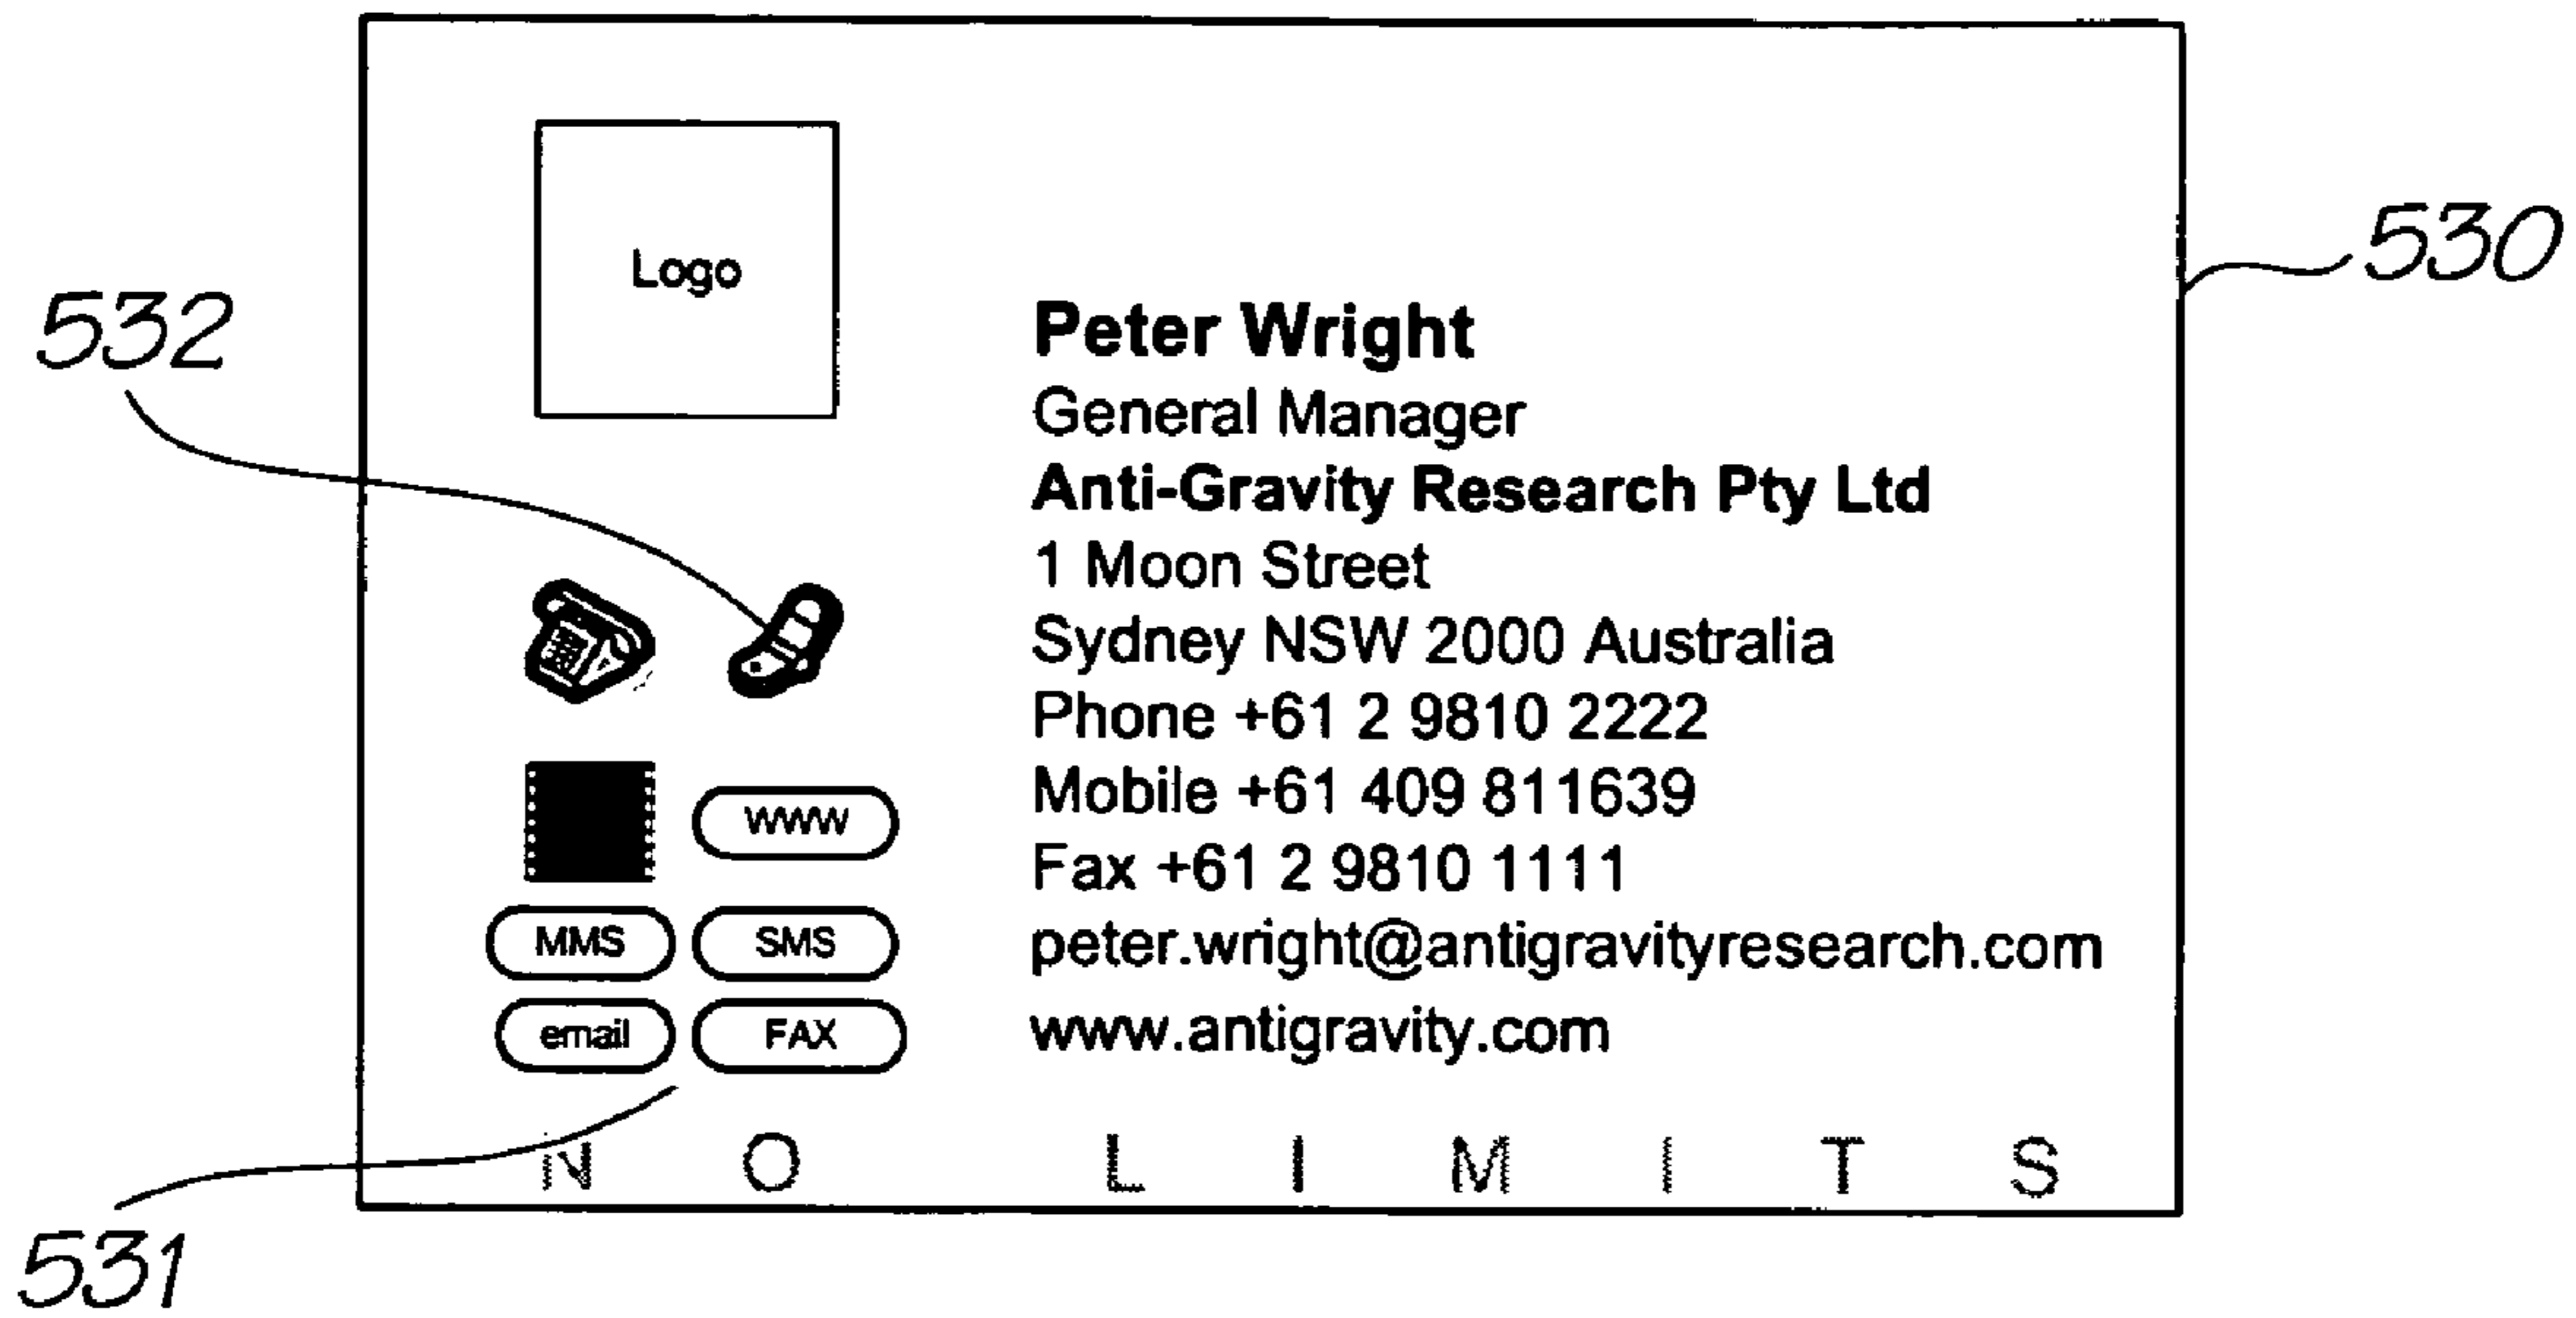 Logo
530
532
Peter Wright
General Manager
Anti-Gravity Research Pty Ltd
1 Moon Street
Sydney NSW 2000 Australia
Phone +61 2 9810 2222
Mobile +61 409 811639
Fax +61 2 9810 1111
peter.wright@antigravityresearch.com
www.antigravity.com
WWW
MMS SMS
email FAX
NO LIMITS
531